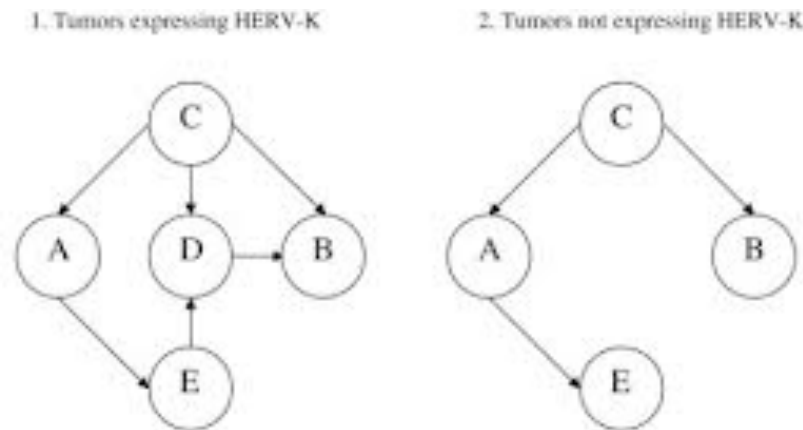 1. Tumors expressing HERV-K
2. Tumors not expressing HERV-K
C
A
D
B
E
C
A
B
E